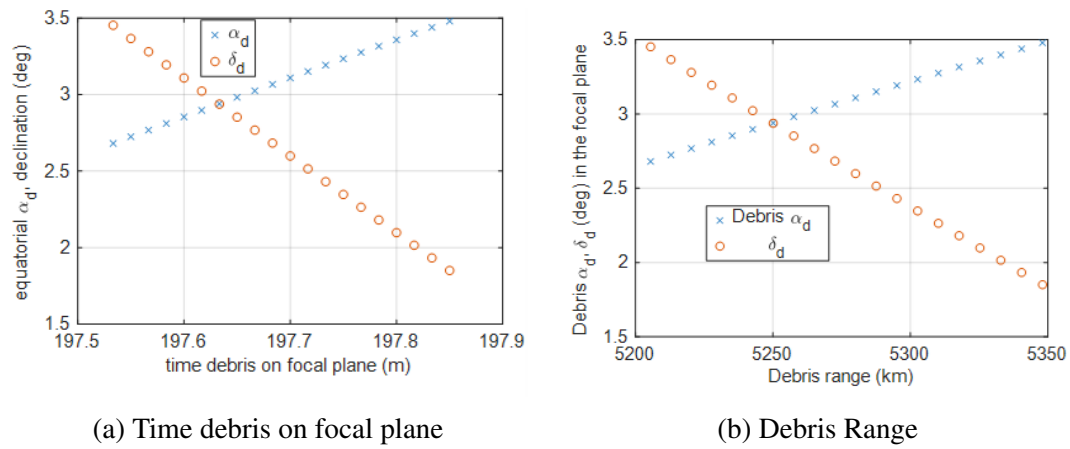 3.5
3
2.5
2
1.5
equatorial α_d, declination (deg)
α_d
δ_d
197.5 197.6 197.7 197.8 197.9
time debris on focal plane (m)
(a) Time debris on focal plane
3.5
3
2.5
2
1.5
Debris α_d, δ_d (deg) in the focal plane
Debris α_d
δ_d
5200 5250 5300 5350
Debris range (km)
(b) Debris Range